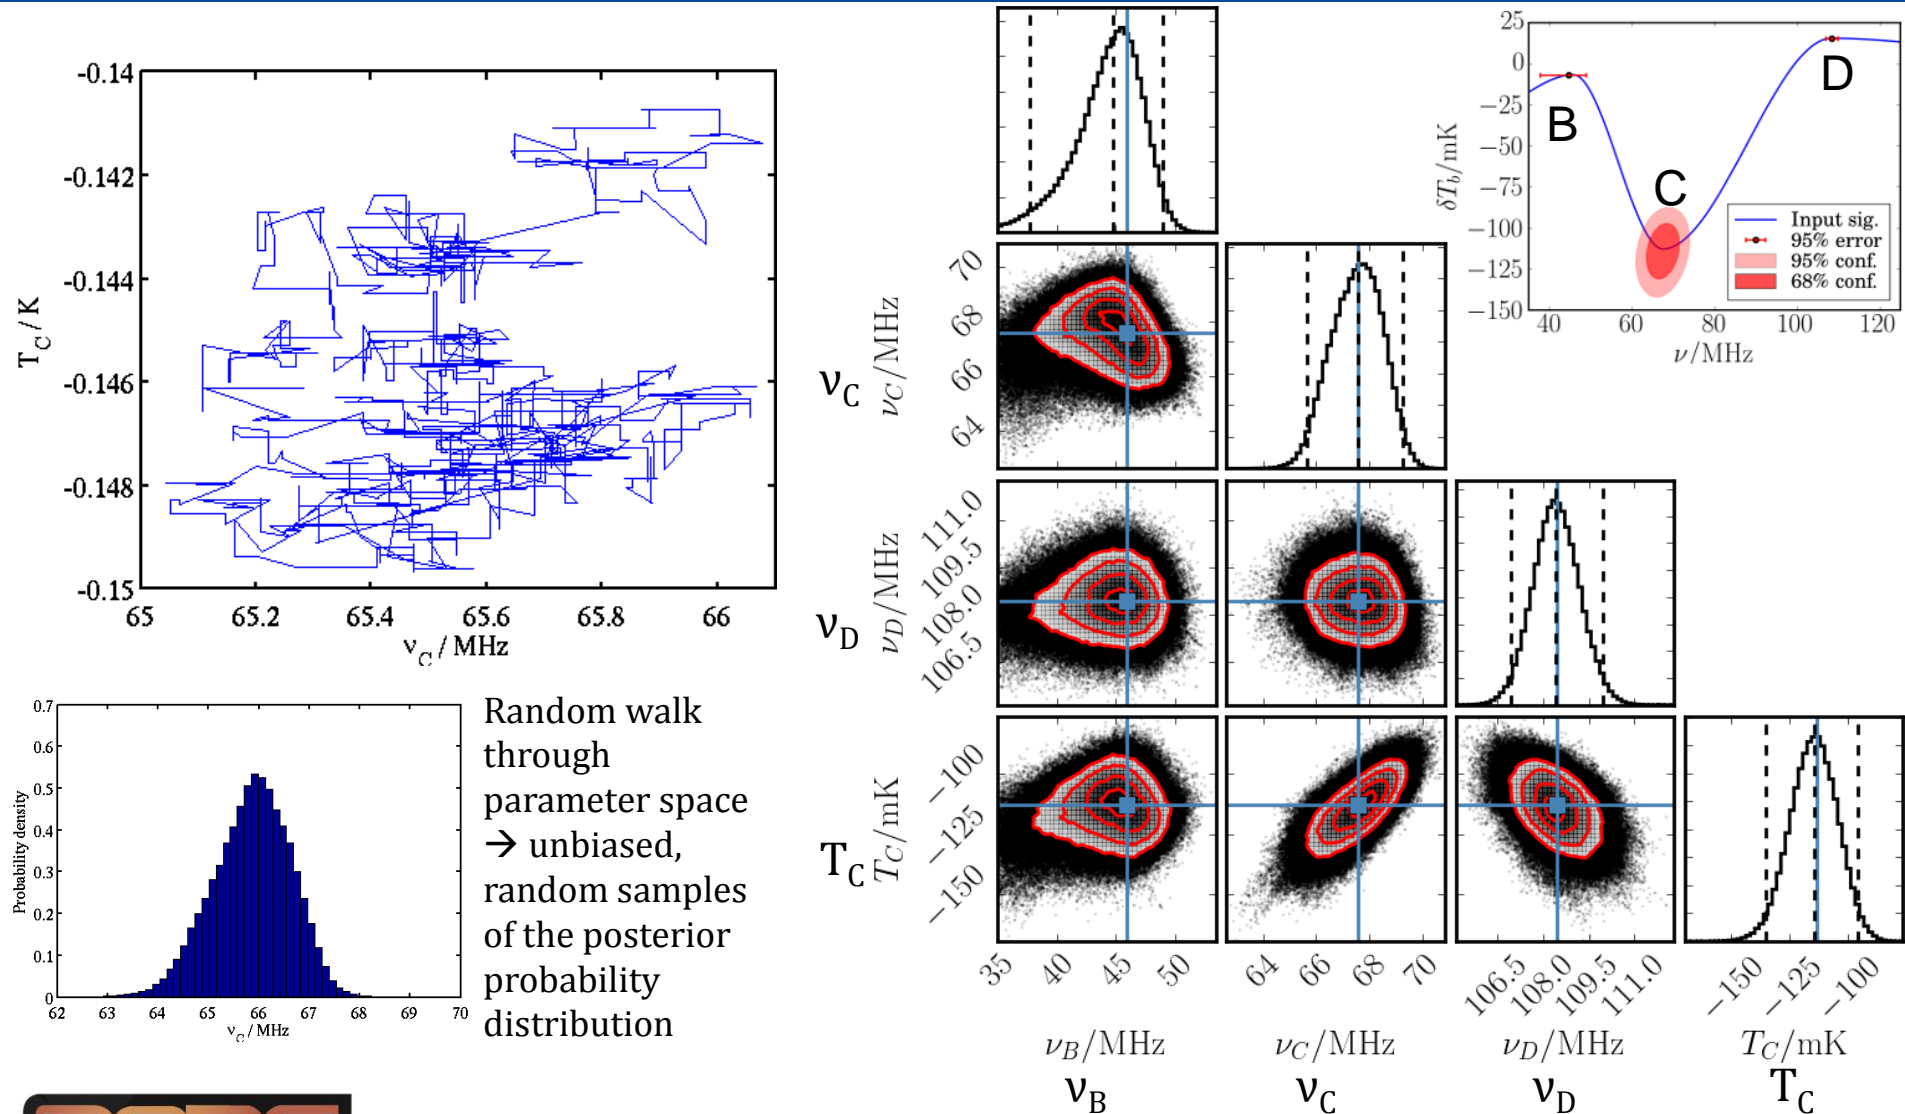 -0.14
-0.142
-0.144
-0.146
-0.148
-0.15
T_C / K
65
65.2
65.4
65.6
65.8
66
ν_C / MHz
0.7
0.6
0.5
0.4
0.3
0.2
0.1
0
Probability density
62
63
64
65
66
67
68
69
70
ν_C / MHz
Random walk
through
parameter space
→ unbiased,
random samples
of the posterior
probability
distribution
25
0
−25
−50
−75
−100
−125
−150
δT_b/mK
40
60
80
100
120
ν/MHz
B
C
D
Input sig.
95% error
95% conf.
68% conf.
ν_C
ν_C/MHz
70
68
66
64
ν_D
ν_D/MHz
111.0
109.5
108.0
106.5
T_C
T_C/mK
−100
−125
−150
35
40
45
50
64
66
68
70
106.5
108.0
109.5
111.0
−150
−125
−100
ν_B/MHz
ν_C/MHz
ν_D/MHz
T_C/mK
ν_B
ν_C
ν_D
T_C